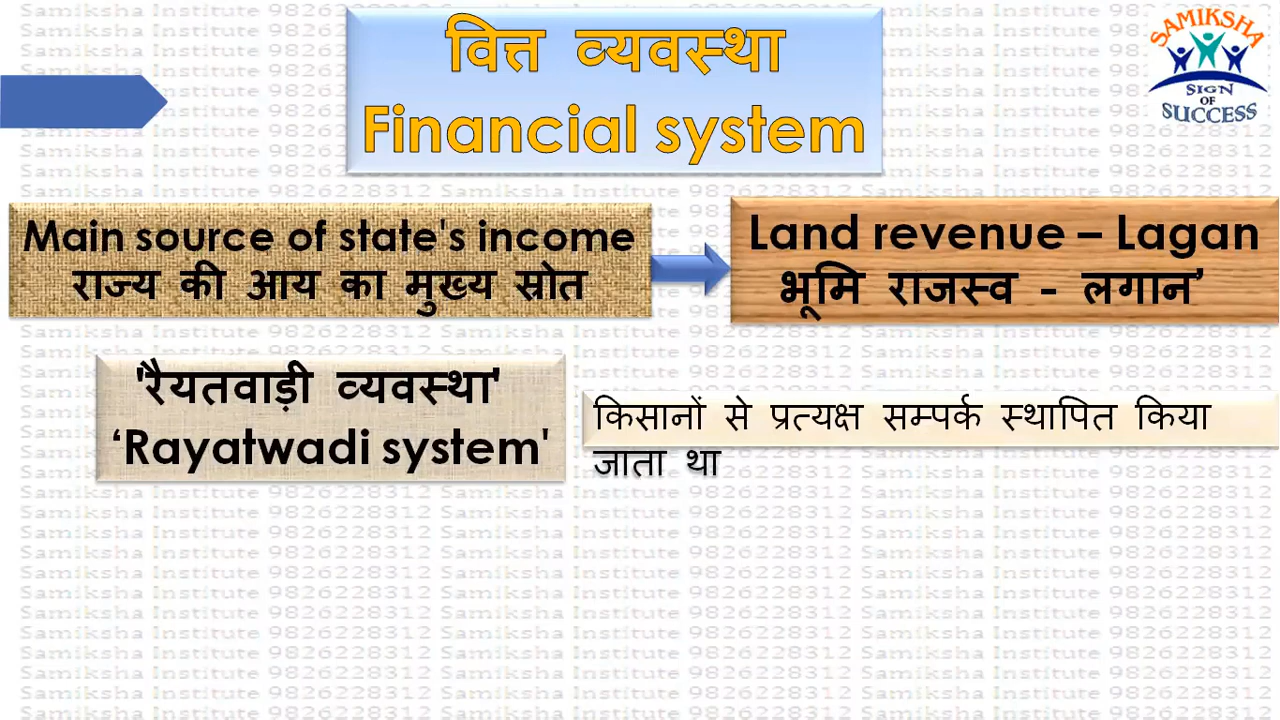 वित्त व्यवस्था
Financial system
SAMIKSHA
SIGN
OF
SUCCESS
Main source of state's income
राज्य की आय का मुख्य स्रोत
Land revenue – Lagan
भूमि राजस्व - लगान’
'रैयतवाड़ी व्यवस्था'
‘Rayatwadi system'
किसानों से प्रत्यक्ष सम्पर्क स्थापित किया
जाता था
Samiksha Institute 9826228312